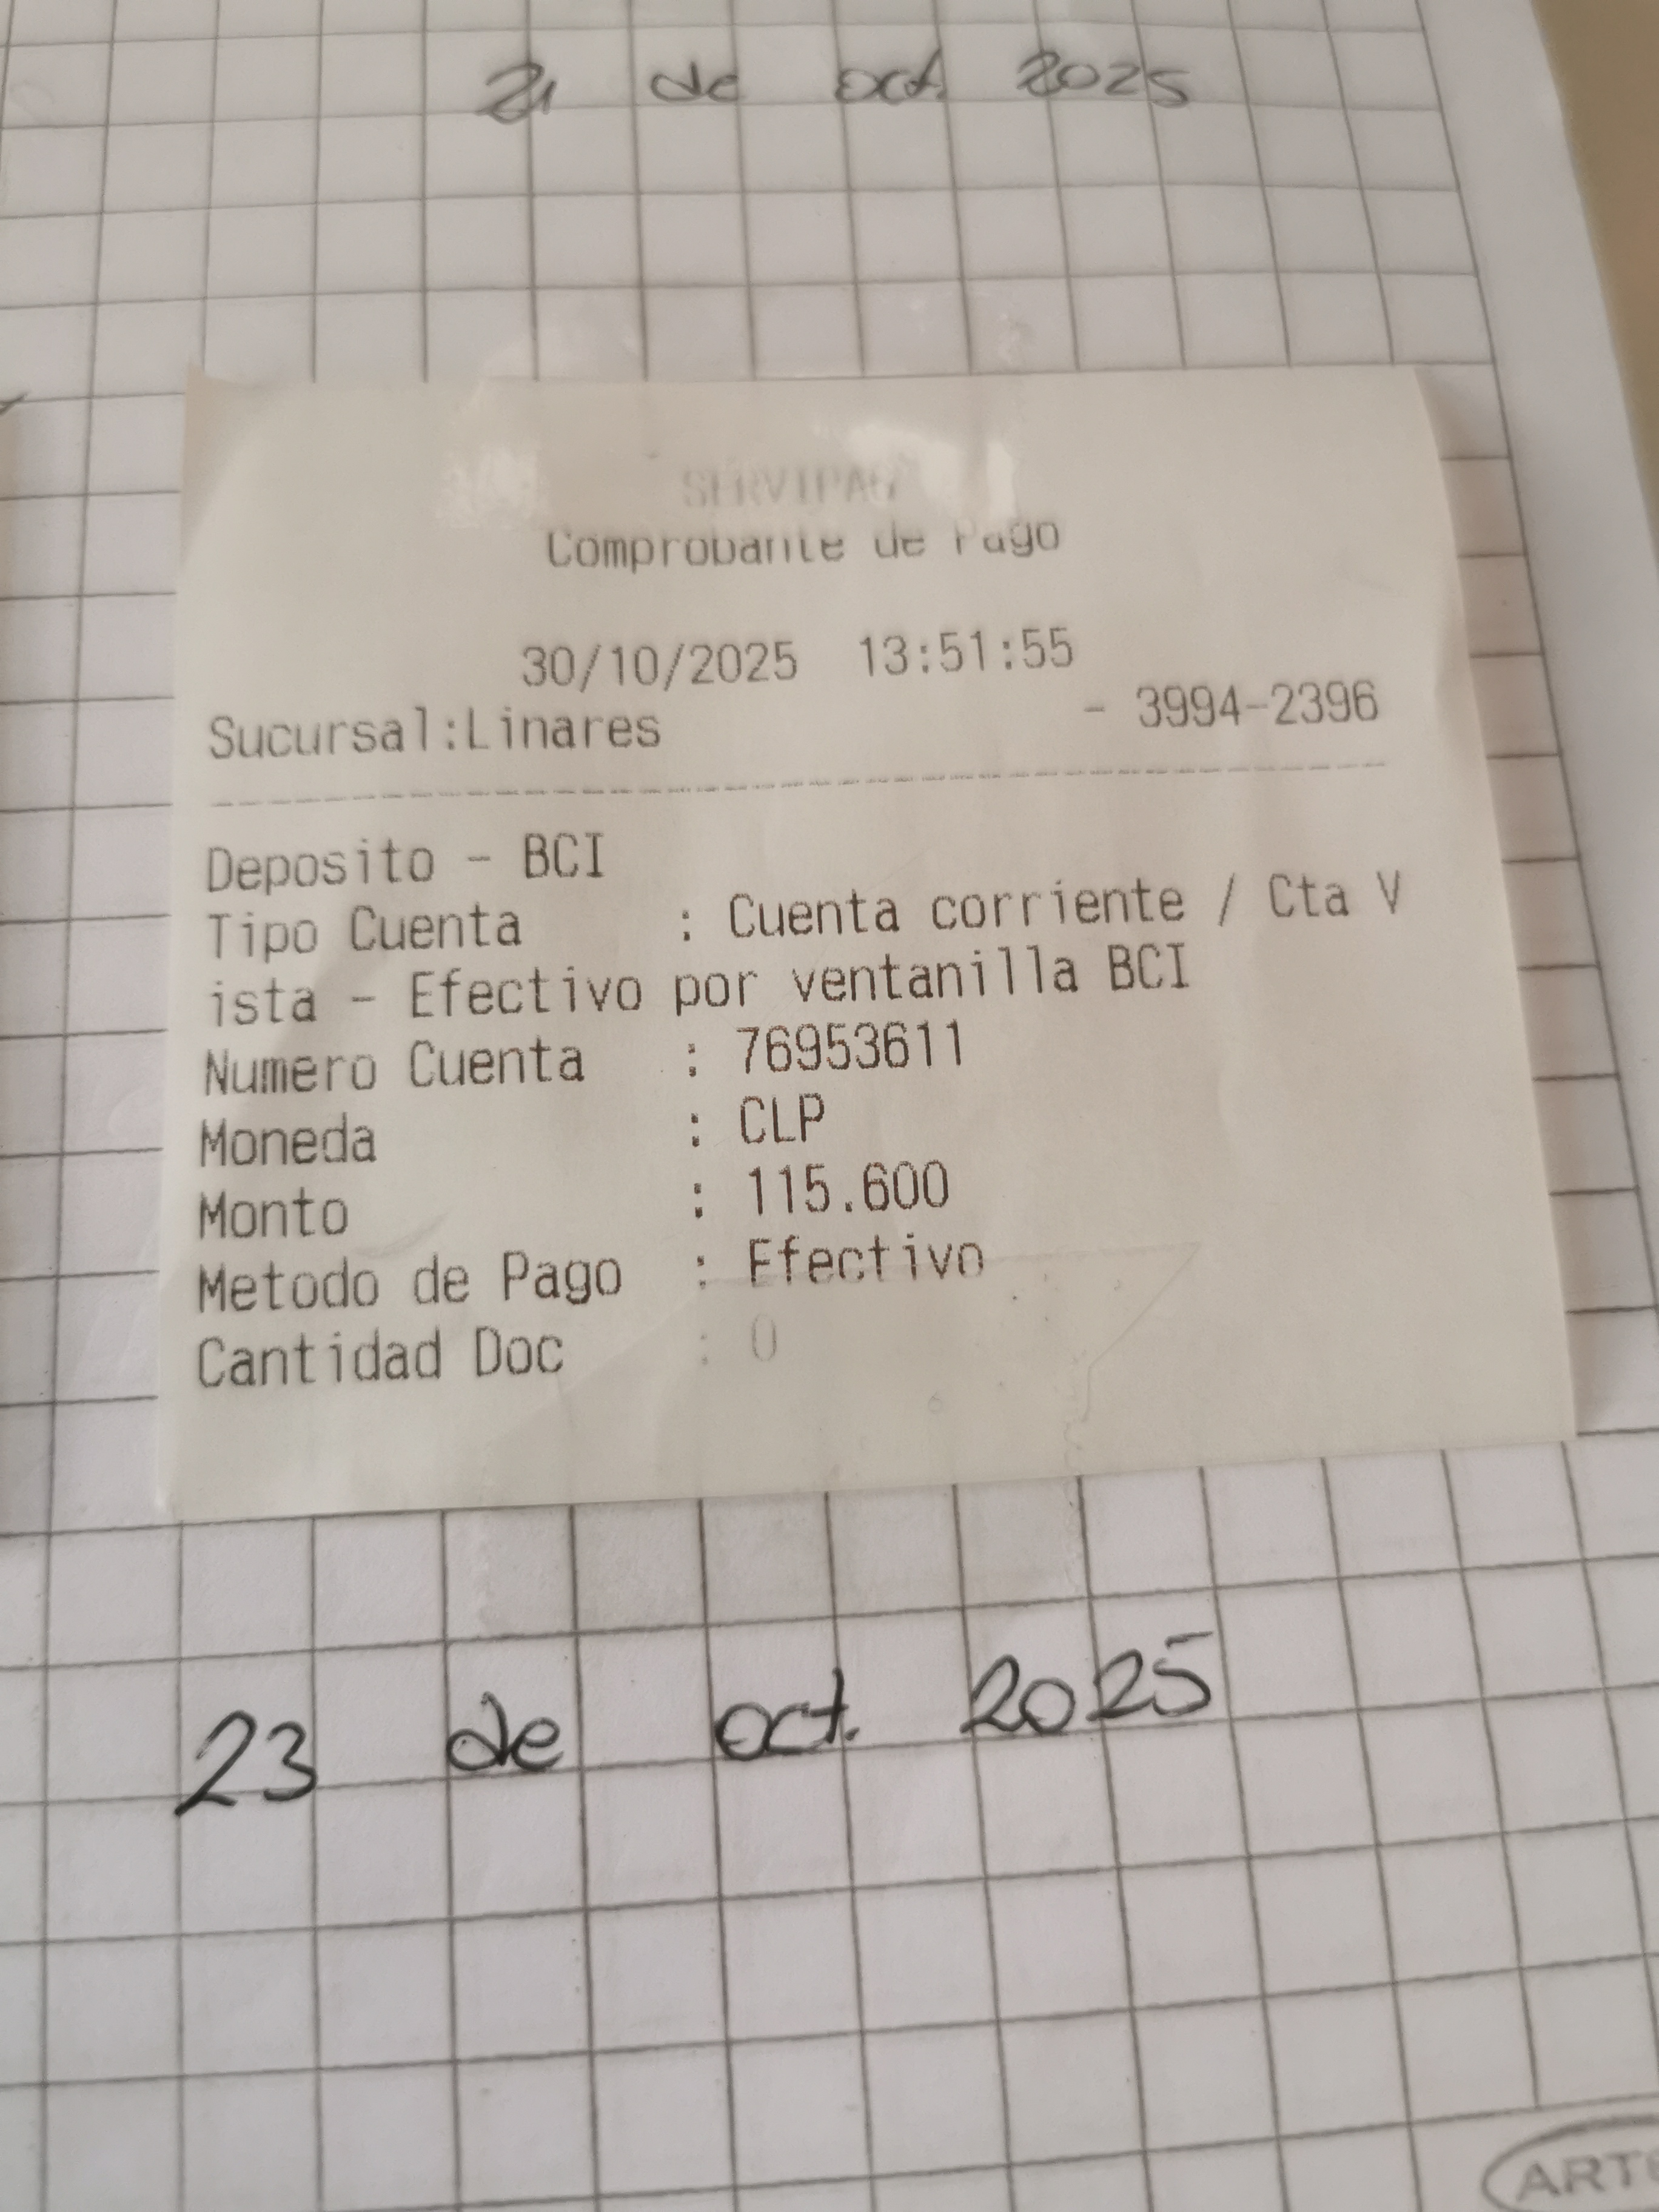 21 de oct. 2025
SERVIPAG
Comprobante de Pago
30/10/2025 13:51:55
Sucursal:Linares - 3994-2396
Deposito - BCI
Tipo Cuenta : Cuenta corriente / Cta V
ista - Efectivo por ventanilla BCI
Numero Cuenta : 76953611
Moneda : CLP
Monto : 115.600
Metodo de Pago : Efectivo
Cantidad Doc : 0
23 de oct. 2025